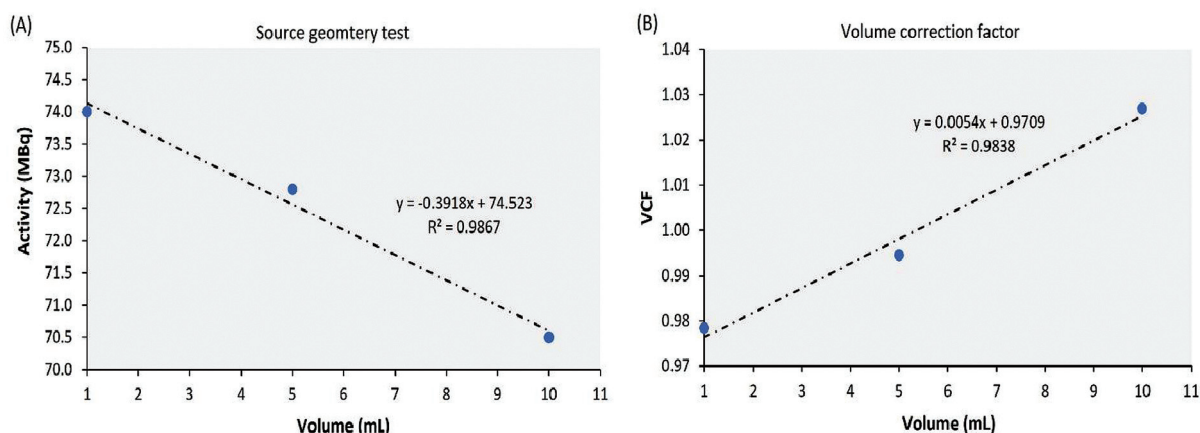 (A)
Source geomtery test
75.0
74.5
74.0
73.5
73.0
72.5
72.0
71.5
71.0
70.5
70.0
Activity (MBq)
y = -0.3918x + 74.523
R² = 0.9867
1 2 3 4 5 6 7 8 9 10 11
Volume (mL)
(B)
Volume correction factor
1.04
1.03
1.02
1.01
1.00
0.99
0.98
0.97
VCF
y = 0.0054x + 0.9709
R² = 0.9838
1 2 3 4 5 6 7 8 9 10 11
Volume (mL)